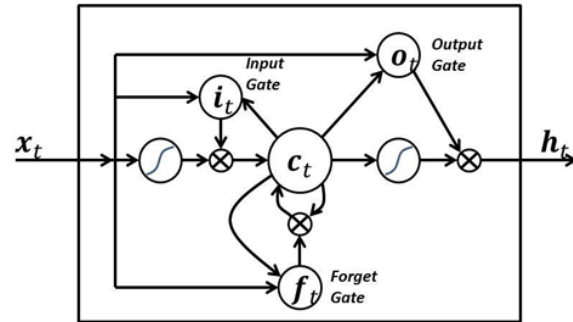 Input
Gate
o_t
Output
Gate
i_t
x_t
c_t
h_t
f_t
Forget
Gate